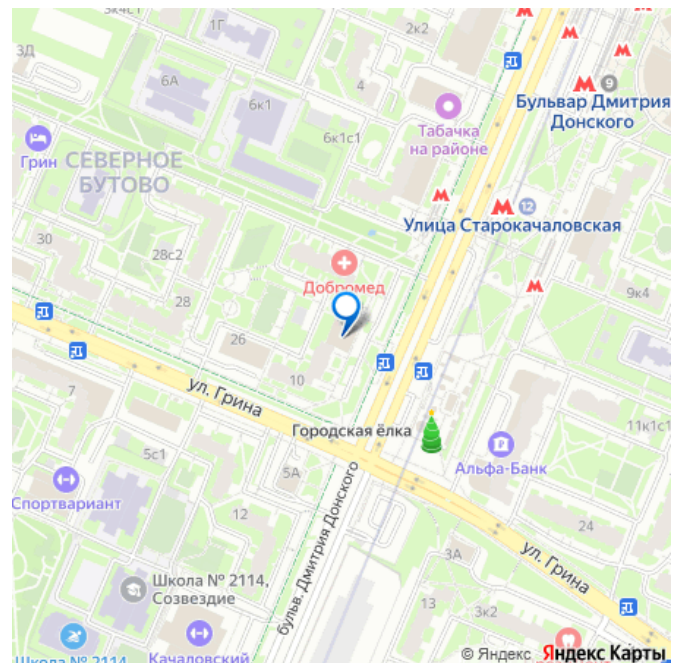 3к4с1
1Г
2к2
3Д
6А
4
6к1
9
Бульвар Дмитрия
Донского
Табачка
на районе
6к1с1
Грин
СЕВЕРНОЕ
БУТОВО
12
Улица Старокачаловская
30
28с2
Добромед
28
9к4
26
10
7
ул. Грина
Городская ёлка
11к1с1
5с1
5А
Альфа-Банк
Спортвариант
12
бульв. Дмитрия Донского
24
3А
ул. Грина
Школа № 2114,
Созвездие
13
3к2
Школа № 2114
Качаловский
© Яндекс Яндекс Карты